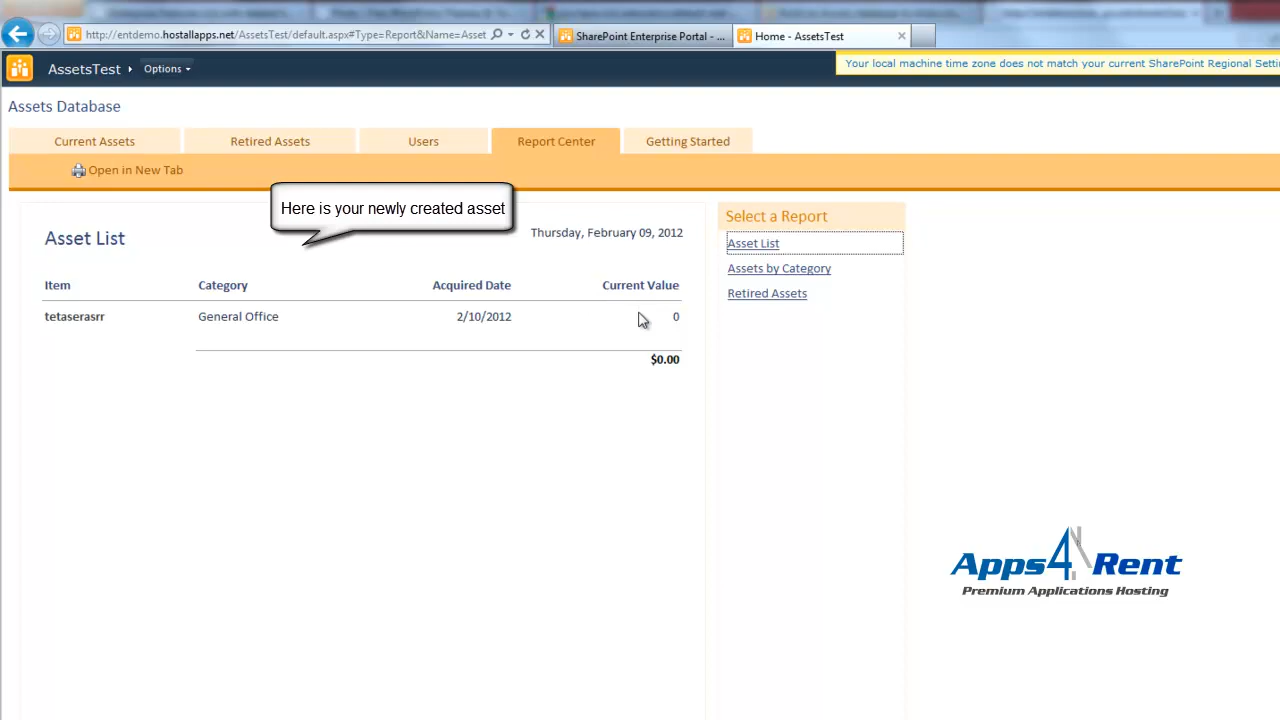 http://entdemo.hostallapps.net/AssetsTest/default.aspx#Type=Report&Name=Asset
SharePoint Enterprise Portal - ...
Home - AssetsTest
AssetsTest
Options
Your local machine time zone does not match your current SharePoint Regional Setti
Assets Database
Current Assets
Retired Assets
Users
Report Center
Getting Started
Open in New Tab
Here is your newly created asset
Asset List
Thursday, February 09, 2012
Item Category Acquired Date Current Value
tetaserasrr General Office 2/10/2012 0
$0.00
Select a Report
Asset List
Assets by Category
Retired Assets
Apps4Rent
Premium Applications Hosting